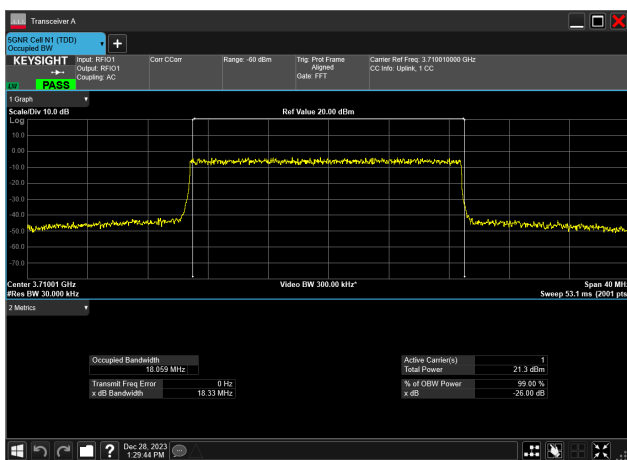 Transceiver A
5GNR Cell N1 (TDD)
Occupied BW
KEYSIGHT
Input: RFIO1
Output: RFIO1
Coupling: AC
Corr CCorr
Range: -60 dBm
Trig: Prot Frame
Aligned
Gate: FFT
Carrier Ref Freq: 3.710010000 GHz
CC Info: Uplink, 1 CC
PASS
1 Graph
Scale/Div 10.0 dB
Ref Value 20.00 dBm
Log
10.0
0.00
-10.0
-20.0
-30.0
-40.0
-50.0
-60.0
-70.0
Center 3.71001 GHz
Video BW 300.00 kHz*
Span 40 MHz
#Res BW 30.000 kHz
Sweep 53.1 ms (2001 pts
2 Metrics
Occupied Bandwidth
18.059 MHz
Transmit Freq Error 0 Hz
x dB Bandwidth 18.33 MHz
Active Carrier(s) 1
Total Power 21.3 dBm
% of OBW Power 99.00 %
x dB -26.00 dB
Dec 28, 2023
1:29:44 PM